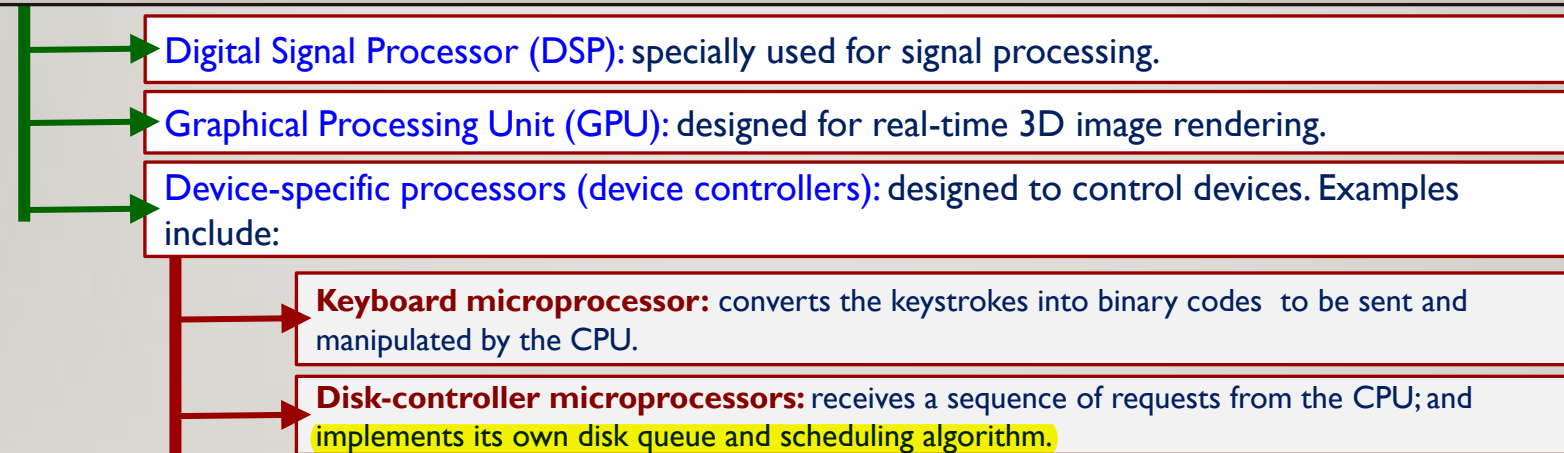 Digital Signal Processor (DSP): specially used for signal processing.
Graphical Processing Unit (GPU): designed for real-time 3D image rendering.
Device-specific processors (device controllers): designed to control devices. Examples
include:
Keyboard microprocessor: converts the keystrokes into binary codes to be sent and
manipulated by the CPU.
Disk-controller microprocessors: receives a sequence of requests from the CPU; and
implements its own disk queue and scheduling algorithm.